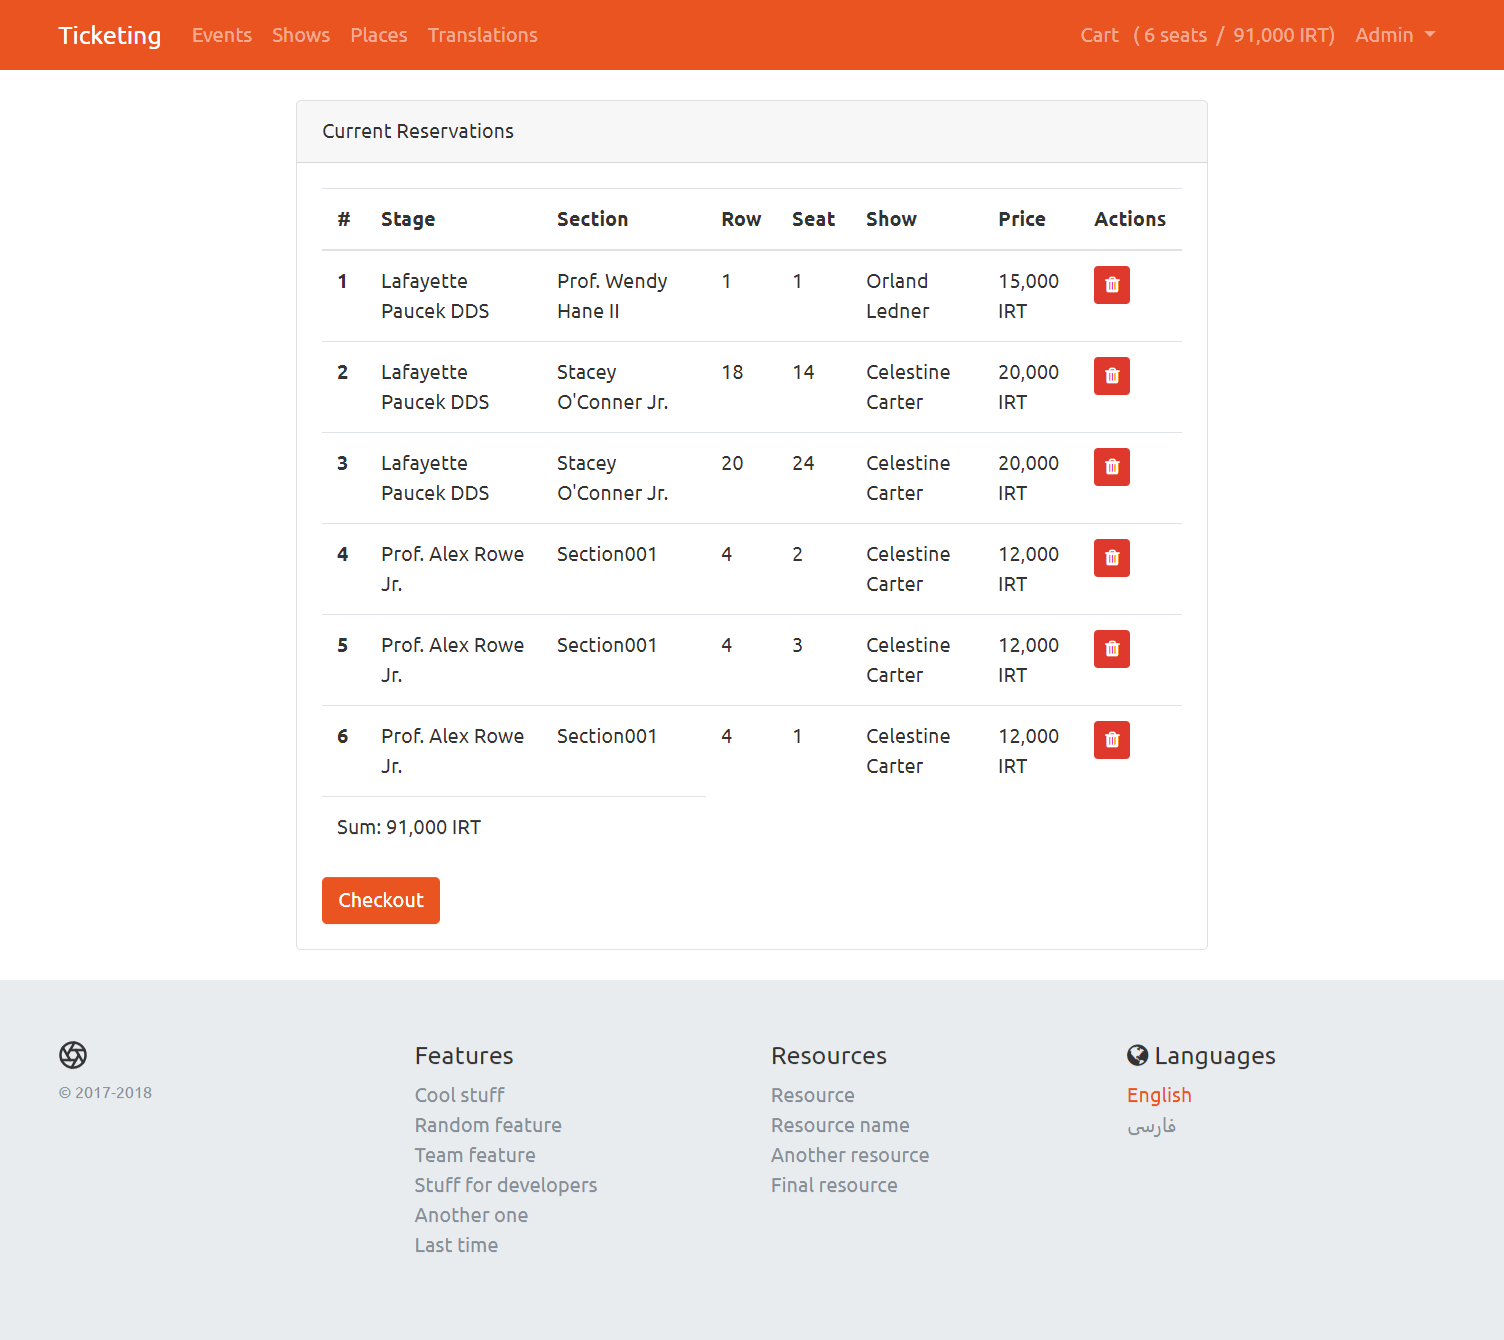 Ticketing Events Shows Places Translations Cart ( 6 seats / 91,000 IRT) Admin
Current Reservations
# Stage Section Row Seat Show Price Actions
1 Lafayette Prof. Wendy 1 1 Orland 15,000
Paucek DDS Hane II Ledner IRT
2 Lafayette Stacey 18 14 Celestine 20,000
Paucek DDS O'Conner Jr. Carter IRT
3 Lafayette Stacey 20 24 Celestine 20,000
Paucek DDS O'Conner Jr. Carter IRT
4 Prof. Alex Rowe Section001 4 2 Celestine 12,000
Jr. Carter IRT
5 Prof. Alex Rowe Section001 4 3 Celestine 12,000
Jr. Carter IRT
6 Prof. Alex Rowe Section001 4 1 Celestine 12,000
Jr. Carter IRT
Sum: 91,000 IRT
Checkout
© 2017-2018
Features
Cool stuff
Random feature
Team feature
Stuff for developers
Another one
Last time
Resources
Resource
Resource name
Another resource
Final resource
Languages
English
فارسی